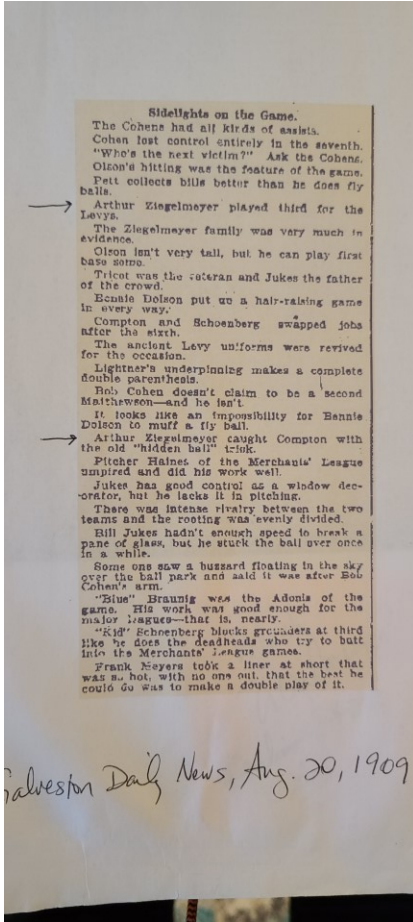 Sidelights on the Game.
The Cohens had all kinds of assists.
Cohen lost control entirely in the seventh.
"Who's the next victim?" Ask the Cohens.
Olson's hitting was the feature of the game.
Pett collects bills better than he does fly
balls.
Arthur Ziegelmeyer played third for the
Levys.
The Ziegelmeyer family was very much in
evidence.
Olson isn't very tall, but he can play first
base some.
Tricot was the veteran and Jukes the father
of the crowd.
Bennie Dolson put up a hair-raising game
in every way.
Compton and Schoenberg swapped jobs
after the sixth.
The ancient Levy uniforms were revived
for the occasion.
Lightner's underpinning makes a complete
double parenthesis.
Bob Cohen doesn't claim to be a second
Matthewson—and he isn't.
It looks like an impossibility for Bennie
Dolson to muff a fly ball.
Arthur Ziegelmeyer caught Compton with
the old "hidden ball" trick.
Pitcher Haines of the Merchants' League
umpired and did his work well.
Jukes has good control as a window dec-
orator, but he lacks it in pitching.
There was intense rivalry between the two
teams and the rooting was evenly divided.
Bill Jukes hadn't enough speed to break a
pane of glass, but he stuck the ball over once
in a while.
Some one saw a buzzard floating in the sky
over the ball park and said it was after Bob
Cohen's arm.
"Blue" Braunig was the Adonis of the
game. His work was good enough for the
major leagues—that is, nearly.
"Kid" Schoenberg blocks grounders at third
like he does the deadheads who try to butt
into the Merchants' League games.
Frank Meyers took a liner at short that
was so hot, with no one out, that the best he
could do was to make a double play of it.
Galveston Daily News, Aug. 20, 1909